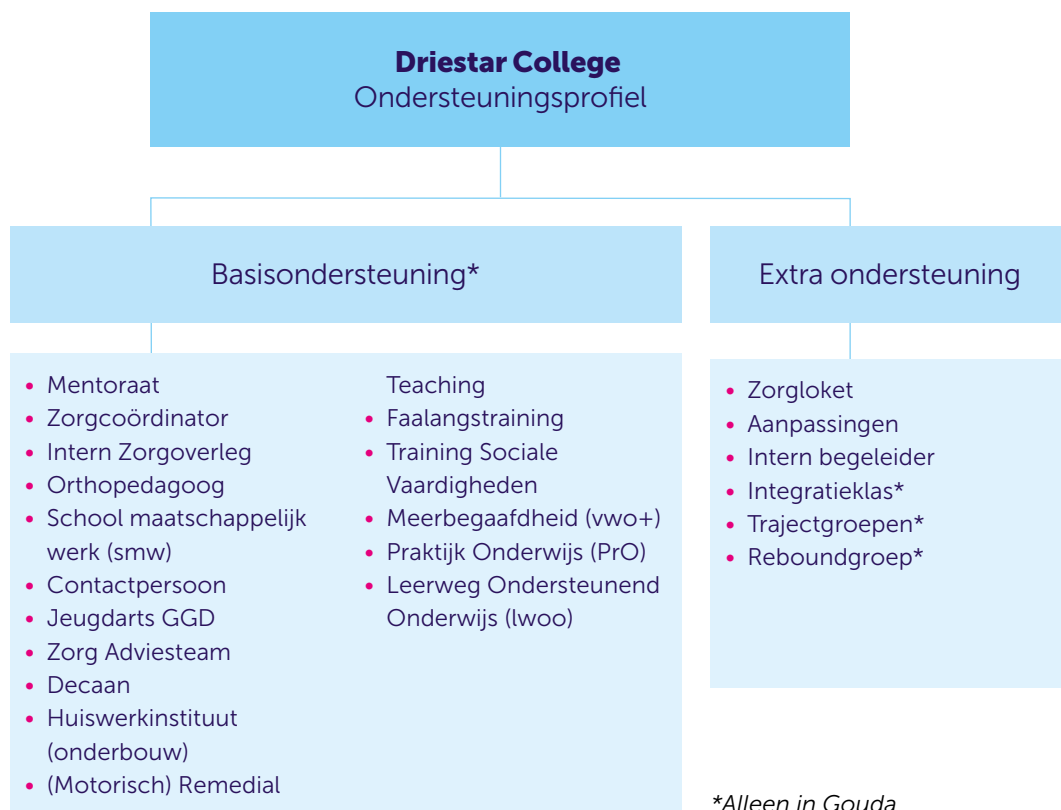 Driestar College
Ondersteuningsprofiel
Basisondersteuning*
Extra ondersteuning
• Mentoraat
• Zorgcoördinator
• Intern Zorgoverleg
• Orthopedagoog
• School maatschappelijk
werk (smw)
• Contactpersoon
• Jeugdarts GGD
• Zorg Adviesteam
• Decaan
• Huiswerkinstituut
(onderbouw)
• (Motorisch) Remedial
Teaching
• Faalangstraining
• Training Sociale
Vaardigheden
• Meerbegaafdheid (vwo+)
• Praktijk Onderwijs (PrO)
• Leerweg Ondersteunend
Onderwijs (lwoo)
• Zorgloket
• Aanpassingen
• Intern begeleider
• Integratieklas*
• Trajectgroepen*
• Reboundgroep*
*Alleen in Gouda